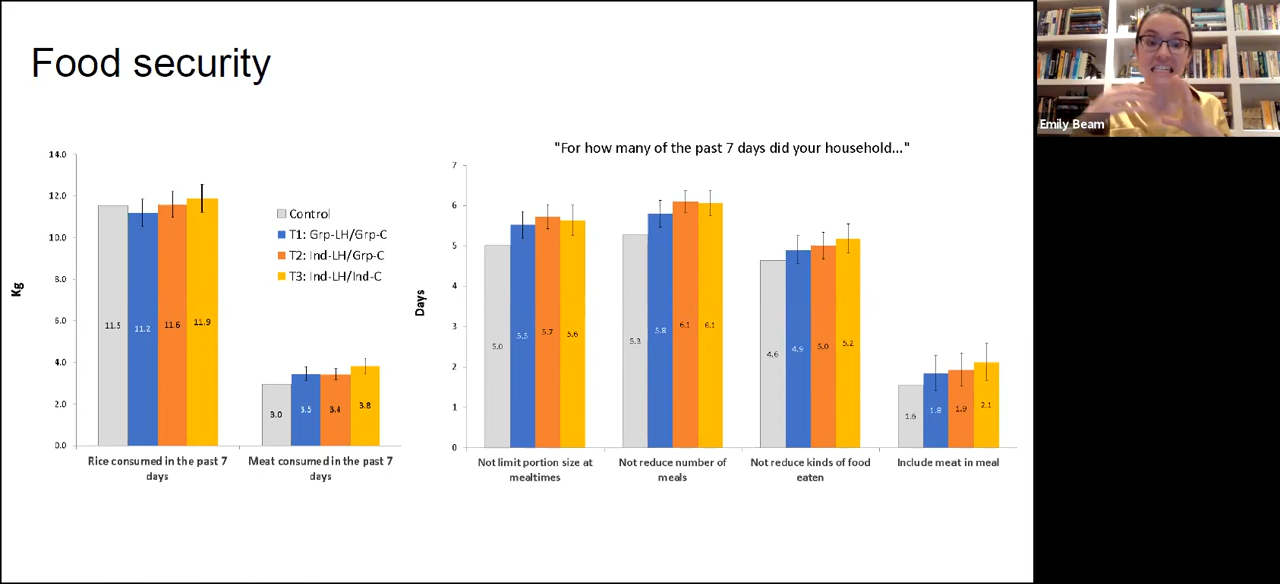 Food security
14.0
12.0
10.0
8.0
6.0
4.0
2.0
0.0
Kg
11.5
11.2
11.6
11.9
3.0
3.5
3.4
3.8
Rice consumed in the past 7
days
Meat consumed in the past 7
days
Control
T1: Grp-LH/Grp-C
T2: Ind-LH/Grp-C
T3: Ind-LH/Ind-C
"For how many of the past 7 days did your household..."
7
6
5
4
3
2
1
0
Days
5.0
5.5
5.7
5.6
5.3
5.8
6.1
6.1
4.6
4.9
5.0
5.2
1.6
1.8
1.9
2.1
Not limit portion size at
mealtimes
Not reduce number of
meals
Not reduce kinds of food
eaten
Include meat in meal
Emily Beam